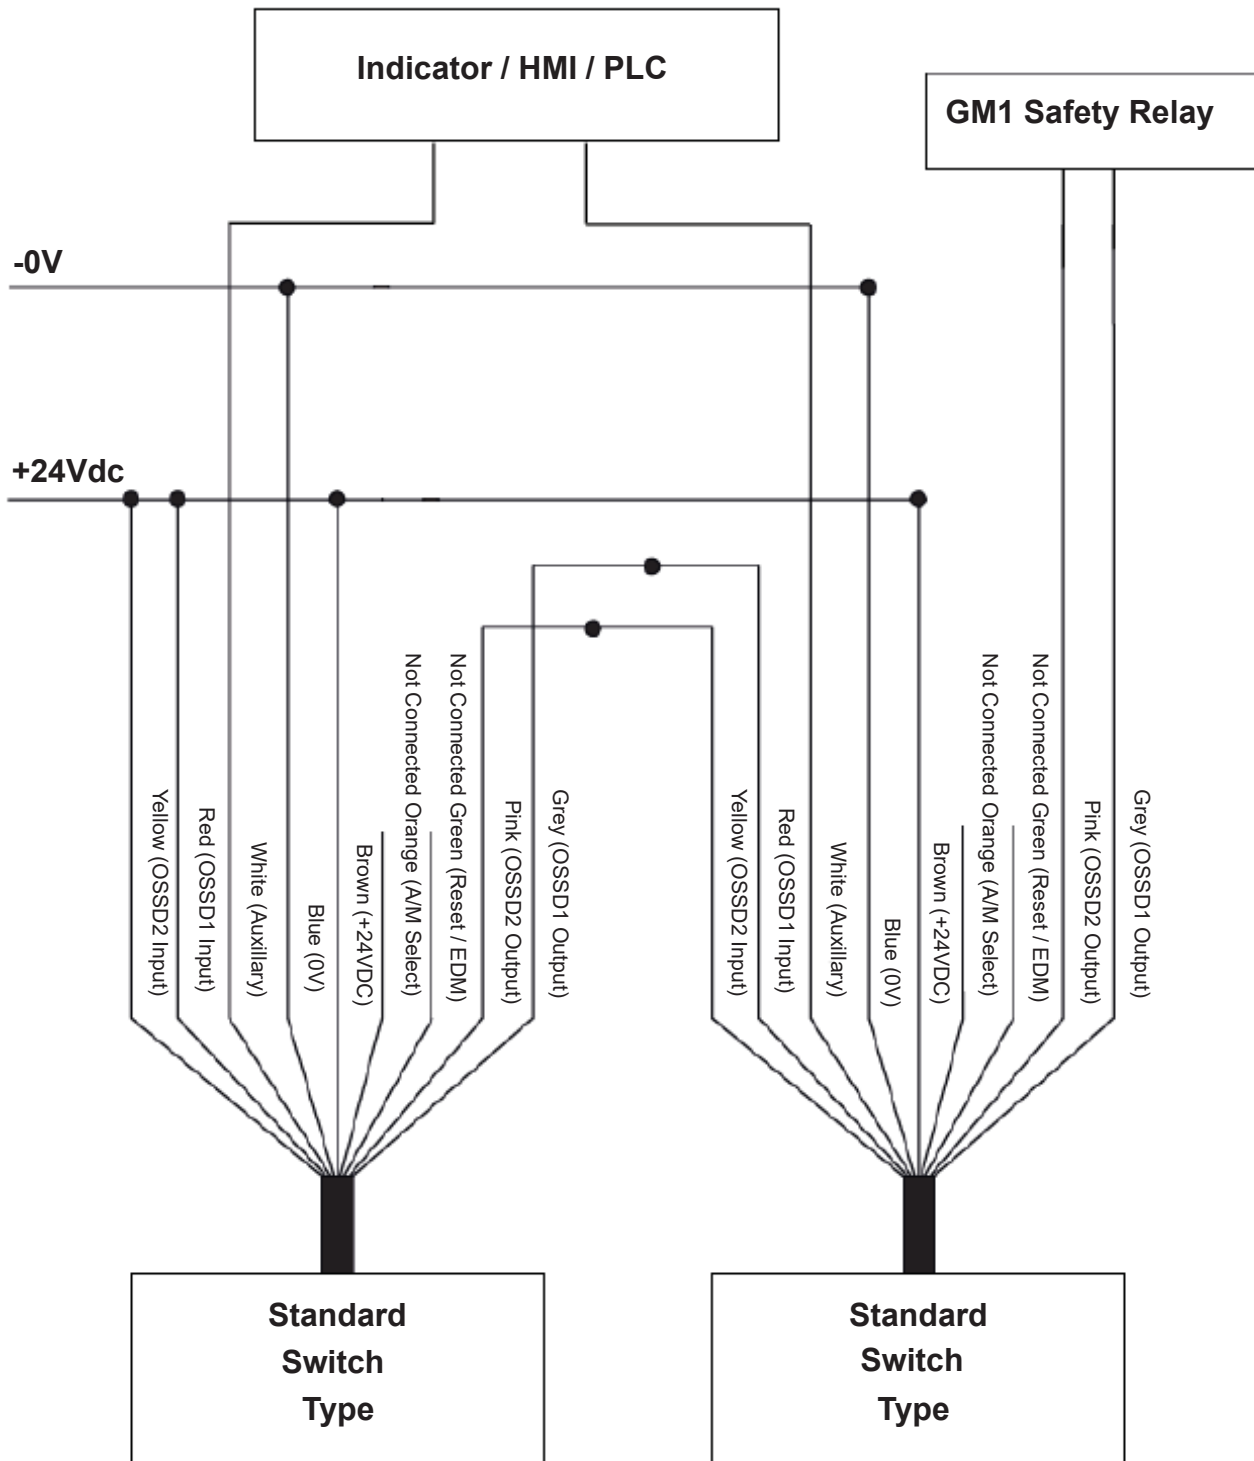 Indicator / HMI / PLC
GM1 Safety Relay
-0V
+24Vdc
Yellow (OSSD2 Input)
Red (OSSD1 Input)
White (Auxillary)
Blue (0V)
Brown (+24VDC)
Not Connected Orange (A/M Select)
Not Connected Green (Reset / EDM)
Pink (OSSD2 Output)
Grey (OSSD1 Output)
Yellow (OSSD2 Input)
Red (OSSD1 Input)
White (Auxillary)
Blue (0V)
Brown (+24VDC)
Not Connected Orange (A/M Select)
Not Connected Green (Reset / EDM)
Pink (OSSD2 Output)
Grey (OSSD1 Output)
Standard
Switch
Type
Standard
Switch
Type